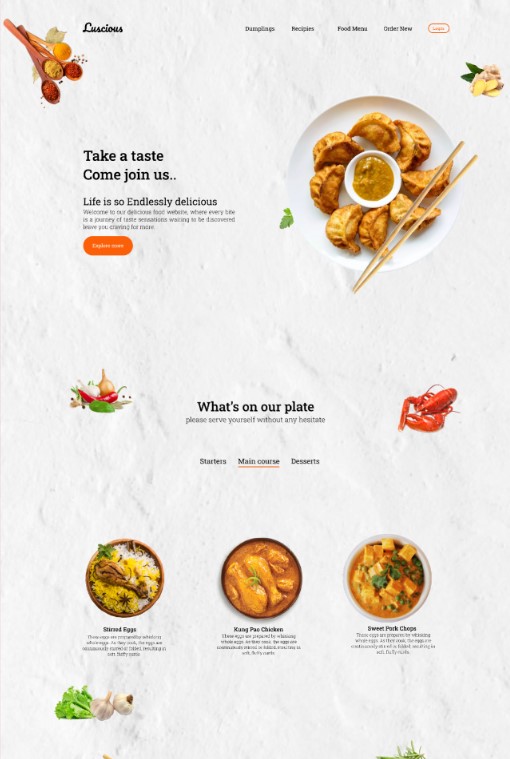 Luscious
Dumplings Recipies Food Menu Order Now Login
Take a taste
Come join us..
Life is so Endlessly delicious
Welcome to our delicious food website, where every bite
is a journey of taste sensations waiting to be discovered
leave you craving for more.
Explore more
What's on our plate
please serve yourself without any hesitate
Starters Main course Desserts
Stirred Eggs
These eggs are prepared by whisking
whole eggs. As they cook, the eggs are
continuously stirred or folded, resulting in
soft, fluffy curds.
Kung Pao Chicken
These eggs are prepared by whisking
whole eggs. As they cook, the eggs are
continuously stirred or folded, resulting in
soft, fluffy curds.
Sweet Pork Chops
These eggs are prepared by whisking
whole eggs. As they cook, the eggs are
continuously stirred or folded, resulting in
soft, fluffy curds.